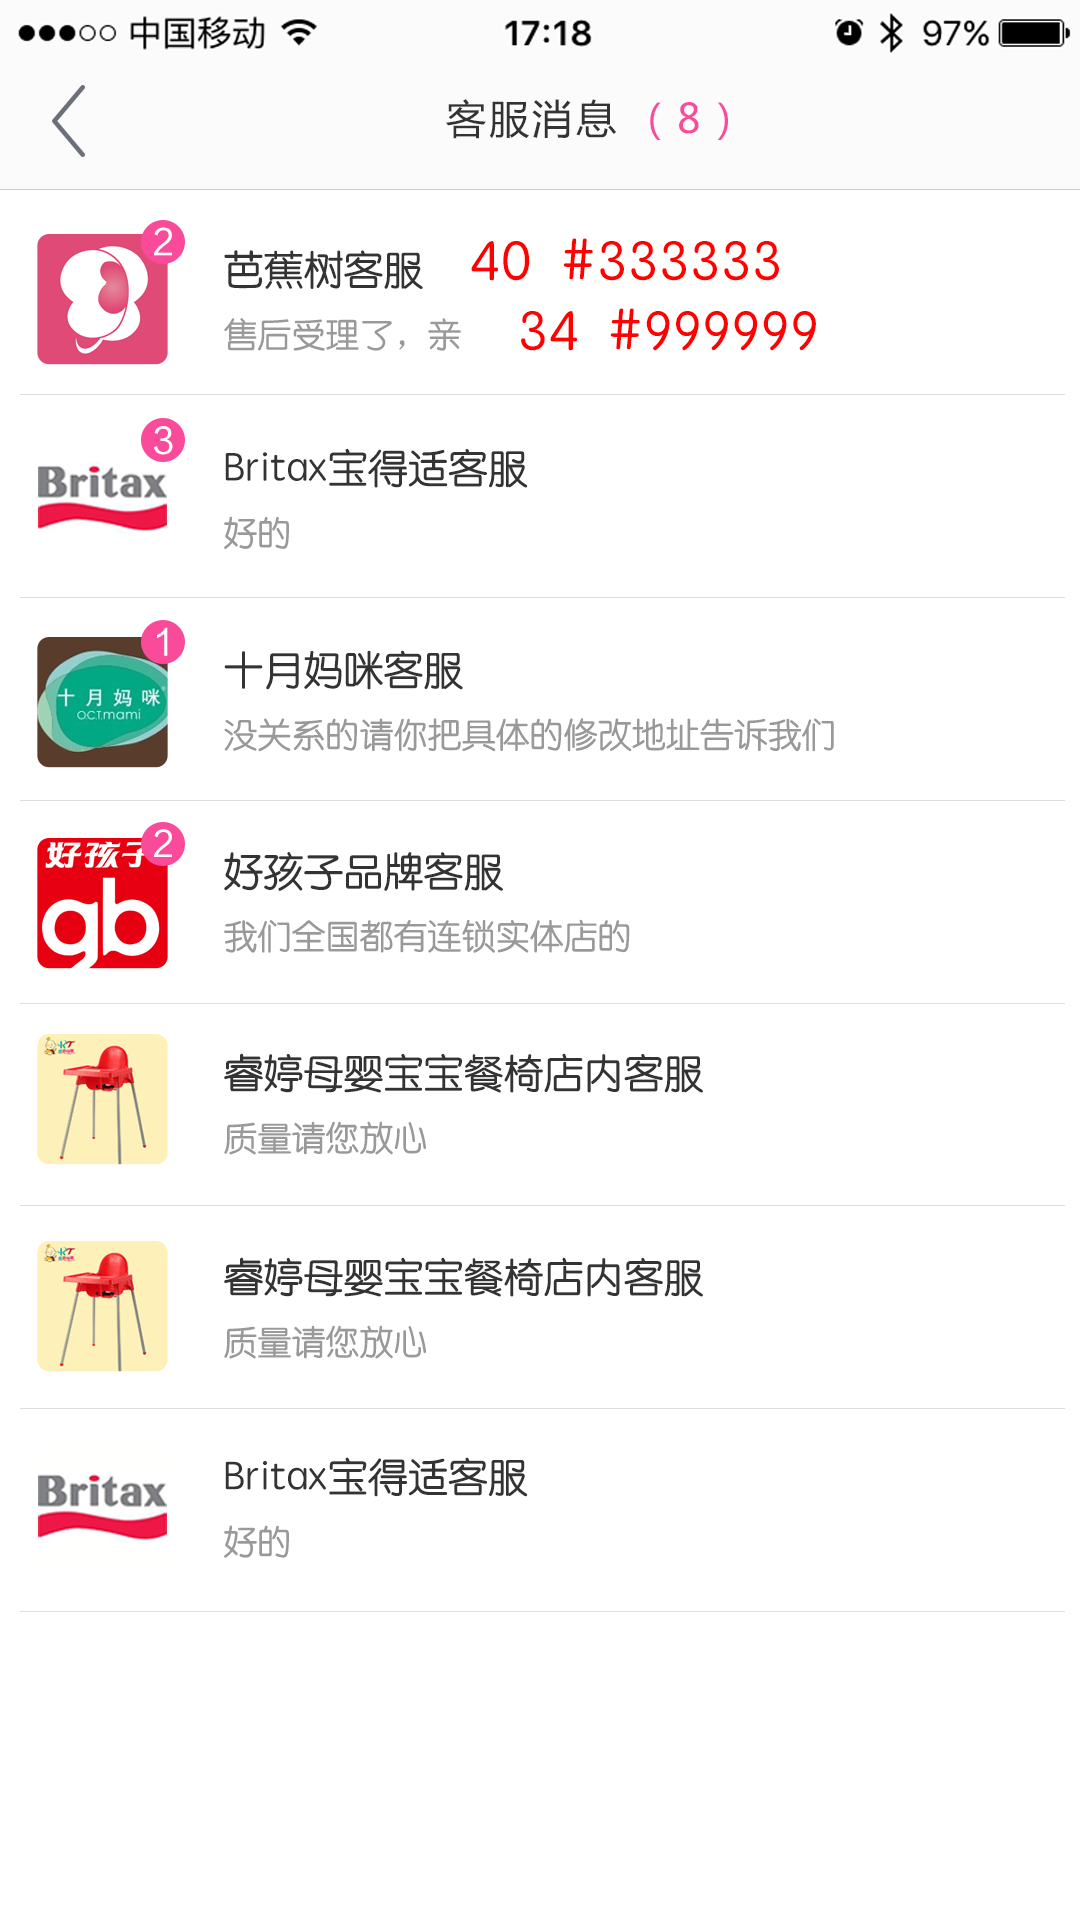 中国移动 17:18 97%
客服消息 ( 8 )
2
芭蕉树客服 40 #333333
售后受理了，亲 34 #999999
3
Britax
Britax宝得适客服
好的
1
十月妈咪
OCT.mami
十月妈咪客服
没关系的请你把具体的修改地址告诉我们
2
好孩子
gb
好孩子品牌客服
我们全国都有连锁实体店的
KT
睿婷母婴宝宝餐椅店内客服
质量请您放心
KT
睿婷母婴宝宝餐椅店内客服
质量请您放心
Britax
Britax宝得适客服
好的